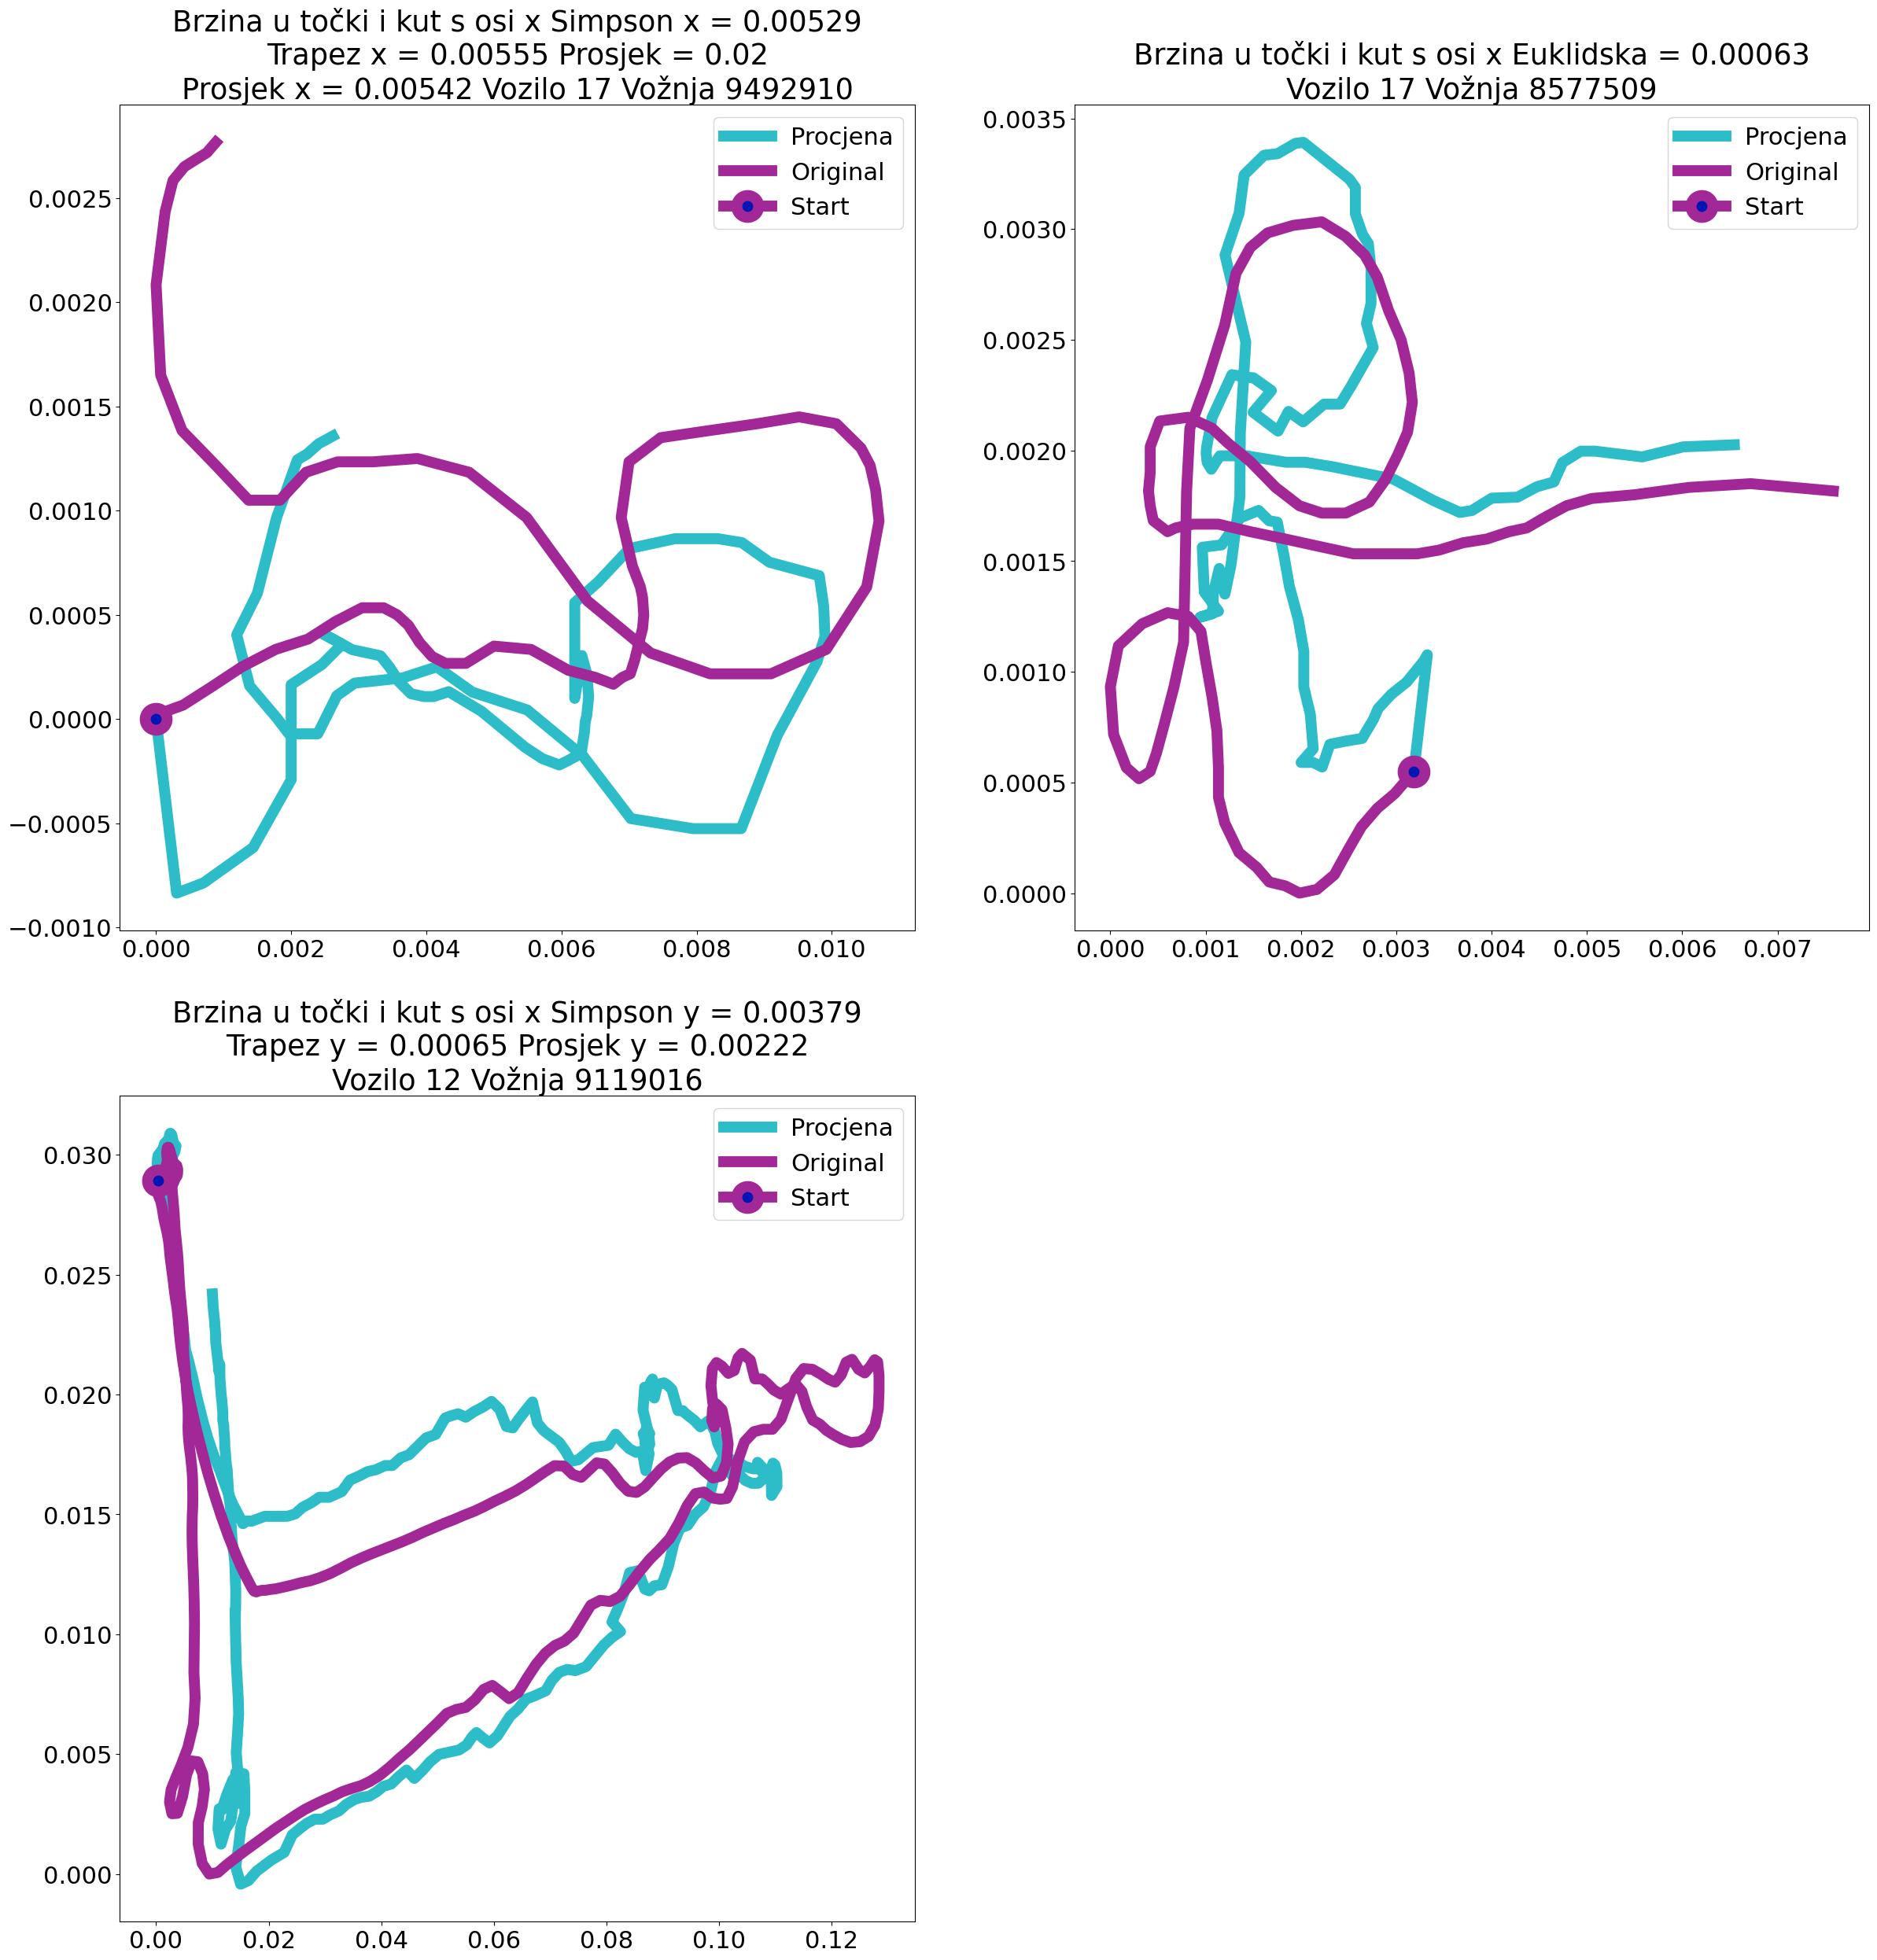 Brzina u točki i kut s osi x Simpson x = 0.00529
Trapez x = 0.00555 Prosjek = 0.02
Prosjek x = 0.00542 Vozilo 17 Vožnja 9492910
Procjena
Original
Start
0.0025
0.0020
0.0015
0.0010
0.0005
0.0000
−0.0005
−0.0010
0.000 0.002 0.004 0.006 0.008 0.010
Brzina u točki i kut s osi x Euklidska = 0.00063
Vozilo 17 Vožnja 8577509
Procjena
Original
Start
0.0035
0.0030
0.0025
0.0020
0.0015
0.0010
0.0005
0.0000
0.000 0.001 0.002 0.003 0.004 0.005 0.006 0.007
Brzina u točki i kut s osi x Simpson y = 0.00379
Trapez y = 0.00065 Prosjek y = 0.00222
Vozilo 12 Vožnja 9119016
Procjena
Original
Start
0.030
0.025
0.020
0.015
0.010
0.005
0.000
0.00 0.02 0.04 0.06 0.08 0.10 0.12